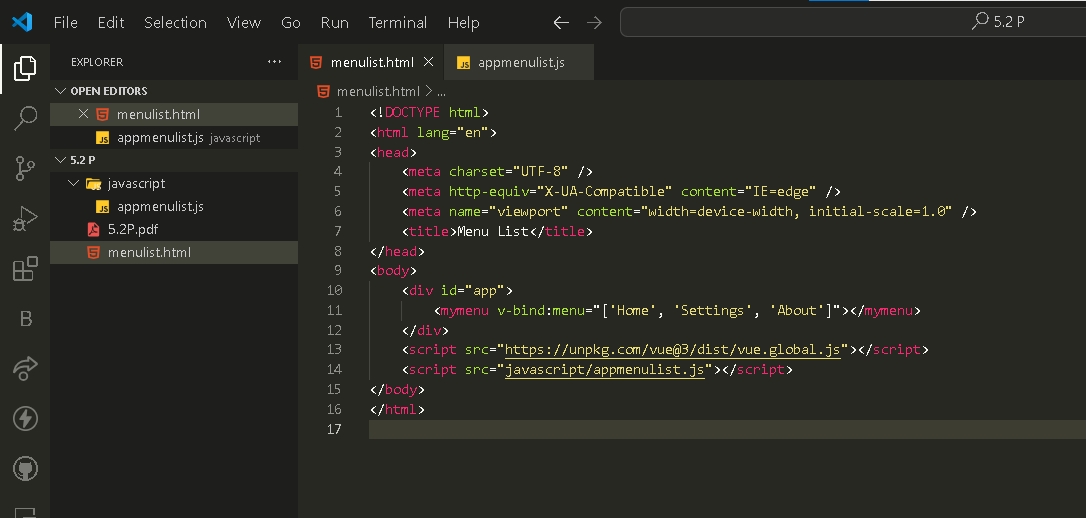 File Edit Selection View Go Run Terminal Help 5.2 P
EXPLORER
OPEN EDITORS
menulist.html
appmenulist.js javascript
5.2 P
javascript
appmenulist.js
5.2P.pdf
menulist.html
menulist.html appmenulist.js
menulist.html > ...
1 <!DOCTYPE html>
2 <html lang="en">
3 <head>
4 <meta charset="UTF-8" />
5 <meta http-equiv="X-UA-Compatible" content="IE=edge" />
6 <meta name="viewport" content="width=device-width, initial-scale=1.0" />
7 <title>Menu List</title>
8 </head>
9 <body>
10 <div id="app">
11 <mymenu v-bind:menu="['Home', 'Settings', 'About']"></mymenu>
12 </div>
13 <script src="https://unpkg.com/vue@3/dist/vue.global.js"></script>
14 <script src="javascript/appmenulist.js"></script>
15 </body>
16 </html>
17